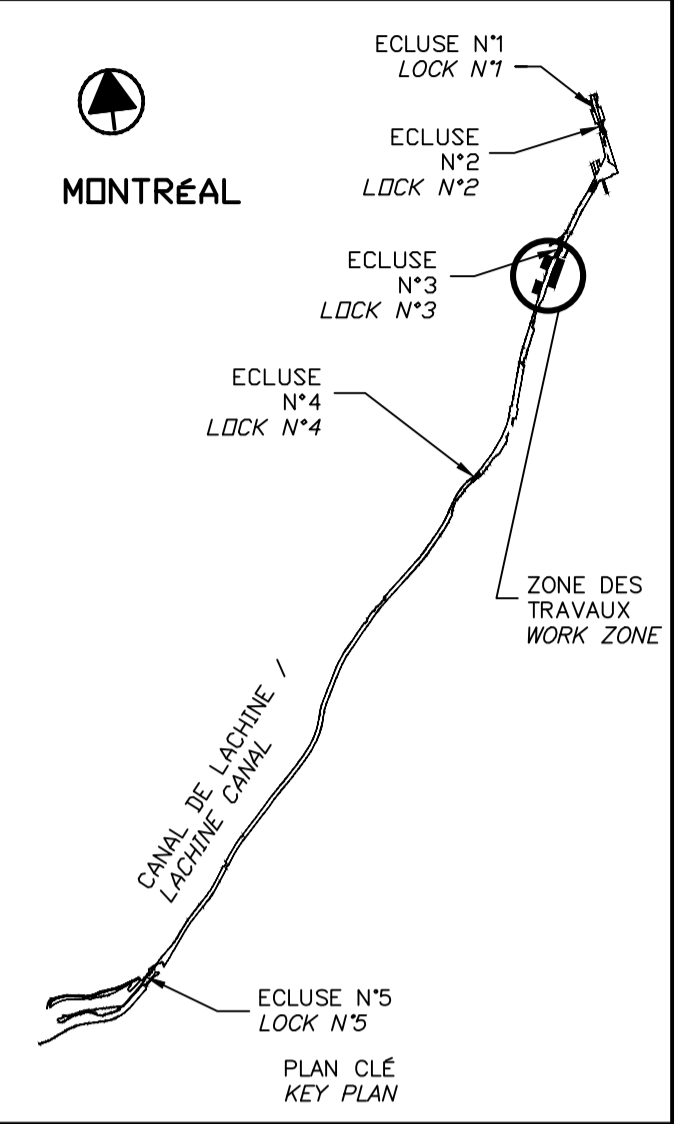 ECLUSE N°1
LOCK N°1
MONTRÉAL
ECLUSE
N°2
LOCK N°2
ECLUSE
N°3
LOCK N°3
ECLUSE
N°4
LOCK N°4
ZONE DES
TRAVAUX
WORK ZONE
CANAL DE LACHINE /
LACHINE CANAL
ECLUSE N°5
LOCK N°5
PLAN CLÉ
KEY PLAN